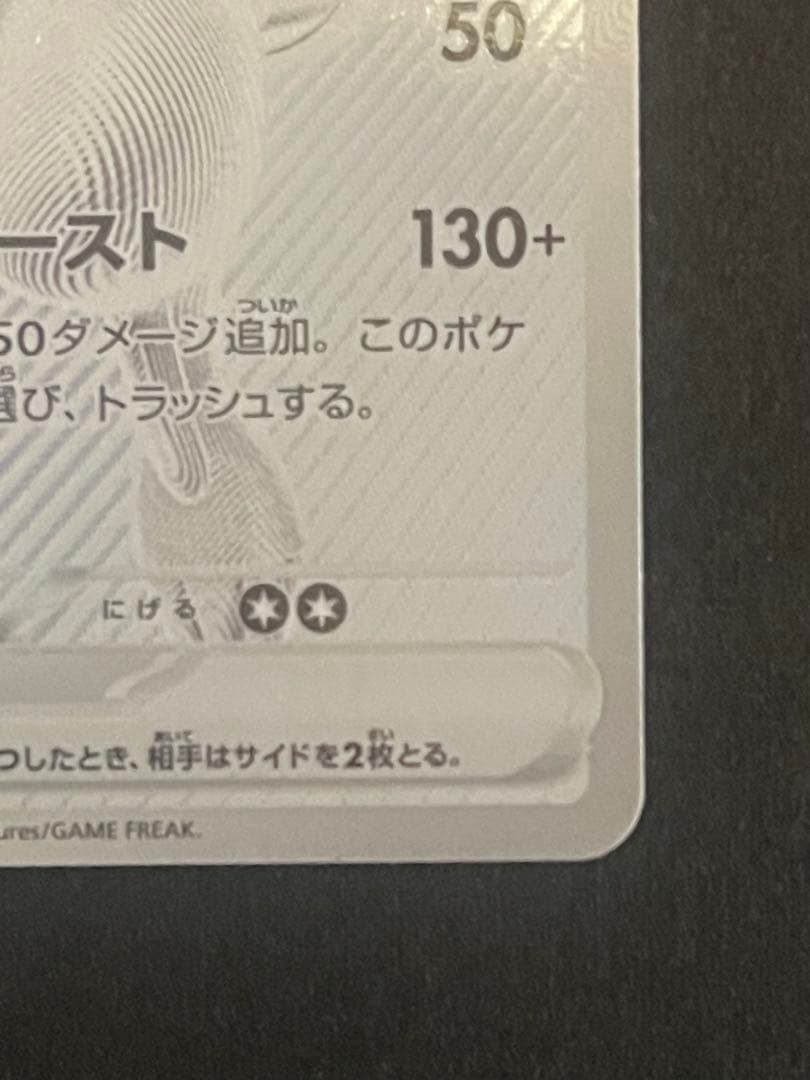 50
ースト 130+
ついか
50ダメージ追加。このポケ
ら
選び、トラッシュする。
にげる
あいて まい
つしたとき、相手はサイドを2枚とる。
ures/GAME FREAK.